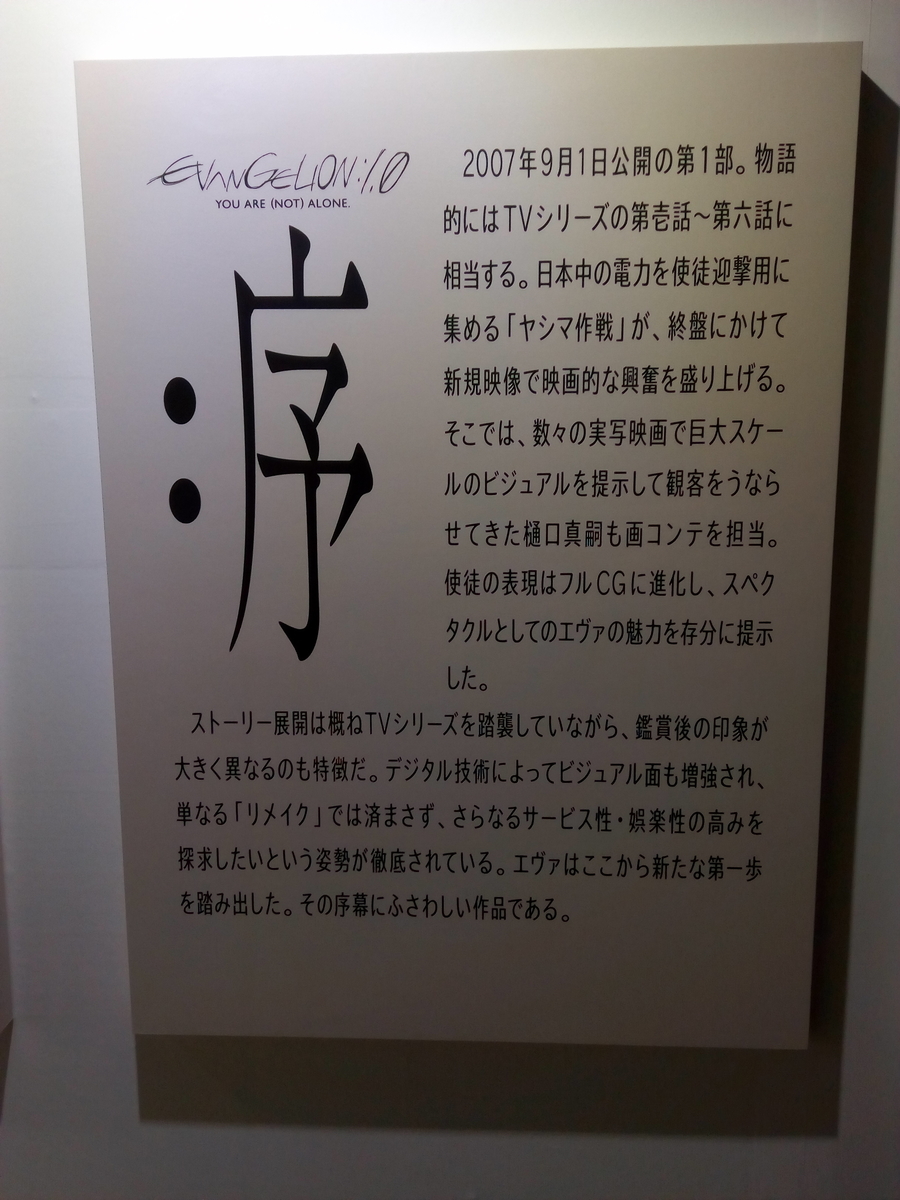 EVANGELION:1.0
YOU ARE (NOT) ALONE.
:序
2007年9月1日公開の第1部。物語
的にはTVシリーズの第壱話～第六話に
相当する。日本中の電力を使徒迎撃用に
集める「ヤシマ作戦」が、終盤にかけて
新規映像で映画的な興奮を盛り上げる。
そこでは、数々の実写映画で巨大スケー
ルのビジュアルを提示して観客をうなら
せてきた樋口真嗣も画コンテを担当。
使徒の表現はフルCGに進化し、スペク
タクルとしてのエヴァの魅力を存分に提示
した。
ストーリー展開は概ねTVシリーズを踏襲していながら、鑑賞後の印象が
大きく異なるのも特徴だ。デジタル技術によってビジュアル面も増強され、
単なる「リメイク」では済まさず、さらなるサービス性・娯楽性の高みを
探求したいという姿勢が徹底されている。エヴァはここから新たな第一歩
を踏み出した。その序幕にふさわしい作品である。